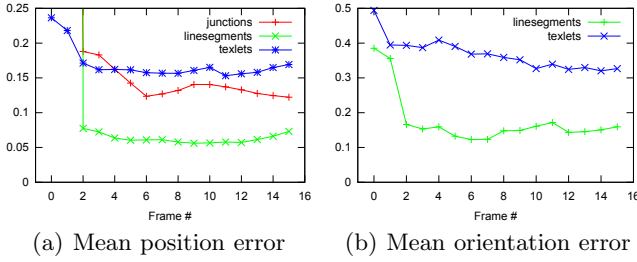 0.25
0.2
0.15
0.1
0.05
0
junctions
linesegments
texlets
0 2 4 6 8 10 12 14 16
Frame #
(a) Mean position error
0.5
0.4
0.3
0.2
0.1
0
linesegments
texlets
0 2 4 6 8 10 12 14 16
Frame #
(b) Mean orientation error